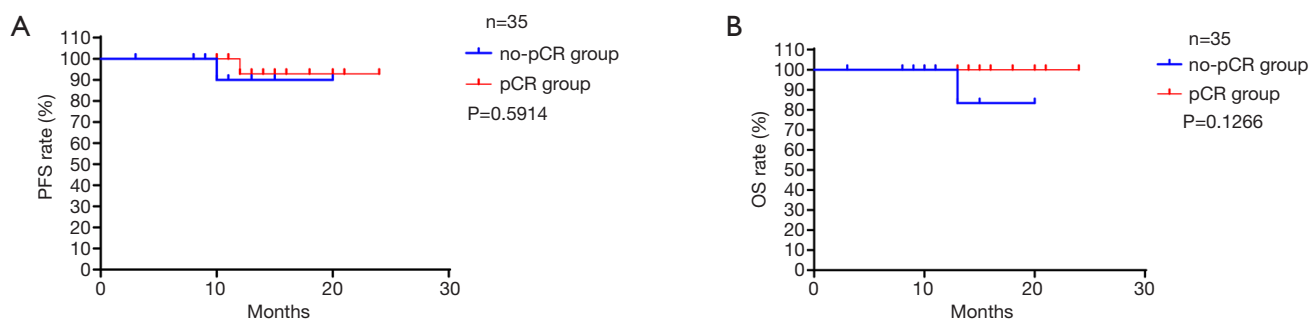 A
n=35
no-pCR group
pCR group
P=0.5914
PFS rate (%)
110
100
90
80
70
60
50
40
30
20
10
0
0 10 20 30
Months
B
n=35
no-pCR group
pCR group
P=0.1266
OS rate (%)
110
100
90
80
70
60
50
40
30
20
10
0
0 10 20 30
Months